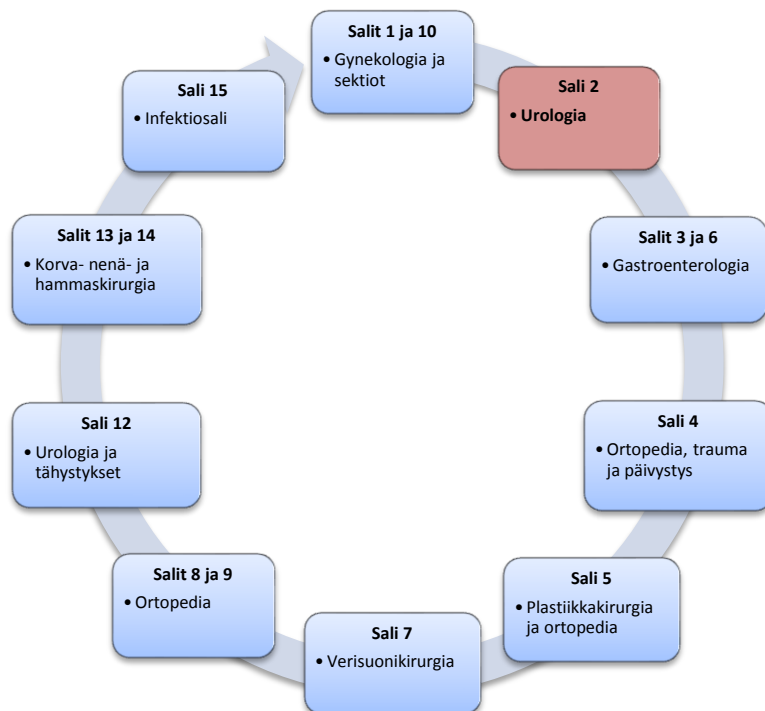 Salit 1 ja 10
• Gynekologia ja
sektiot
Sali 2
• Urologia
Salit 3 ja 6
• Gastroenterologia
Sali 4
• Ortopedia, trauma
ja päivystys
Sali 5
• Plastiikkakirurgia
ja ortopedia
Sali 7
• Verisuonikirurgia
Salit 8 ja 9
• Ortopedia
Sali 12
• Urologia ja
tähystykset
Salit 13 ja 14
• Korva- nenä- ja
hammaskirurgia
Sali 15
• Infektiosali